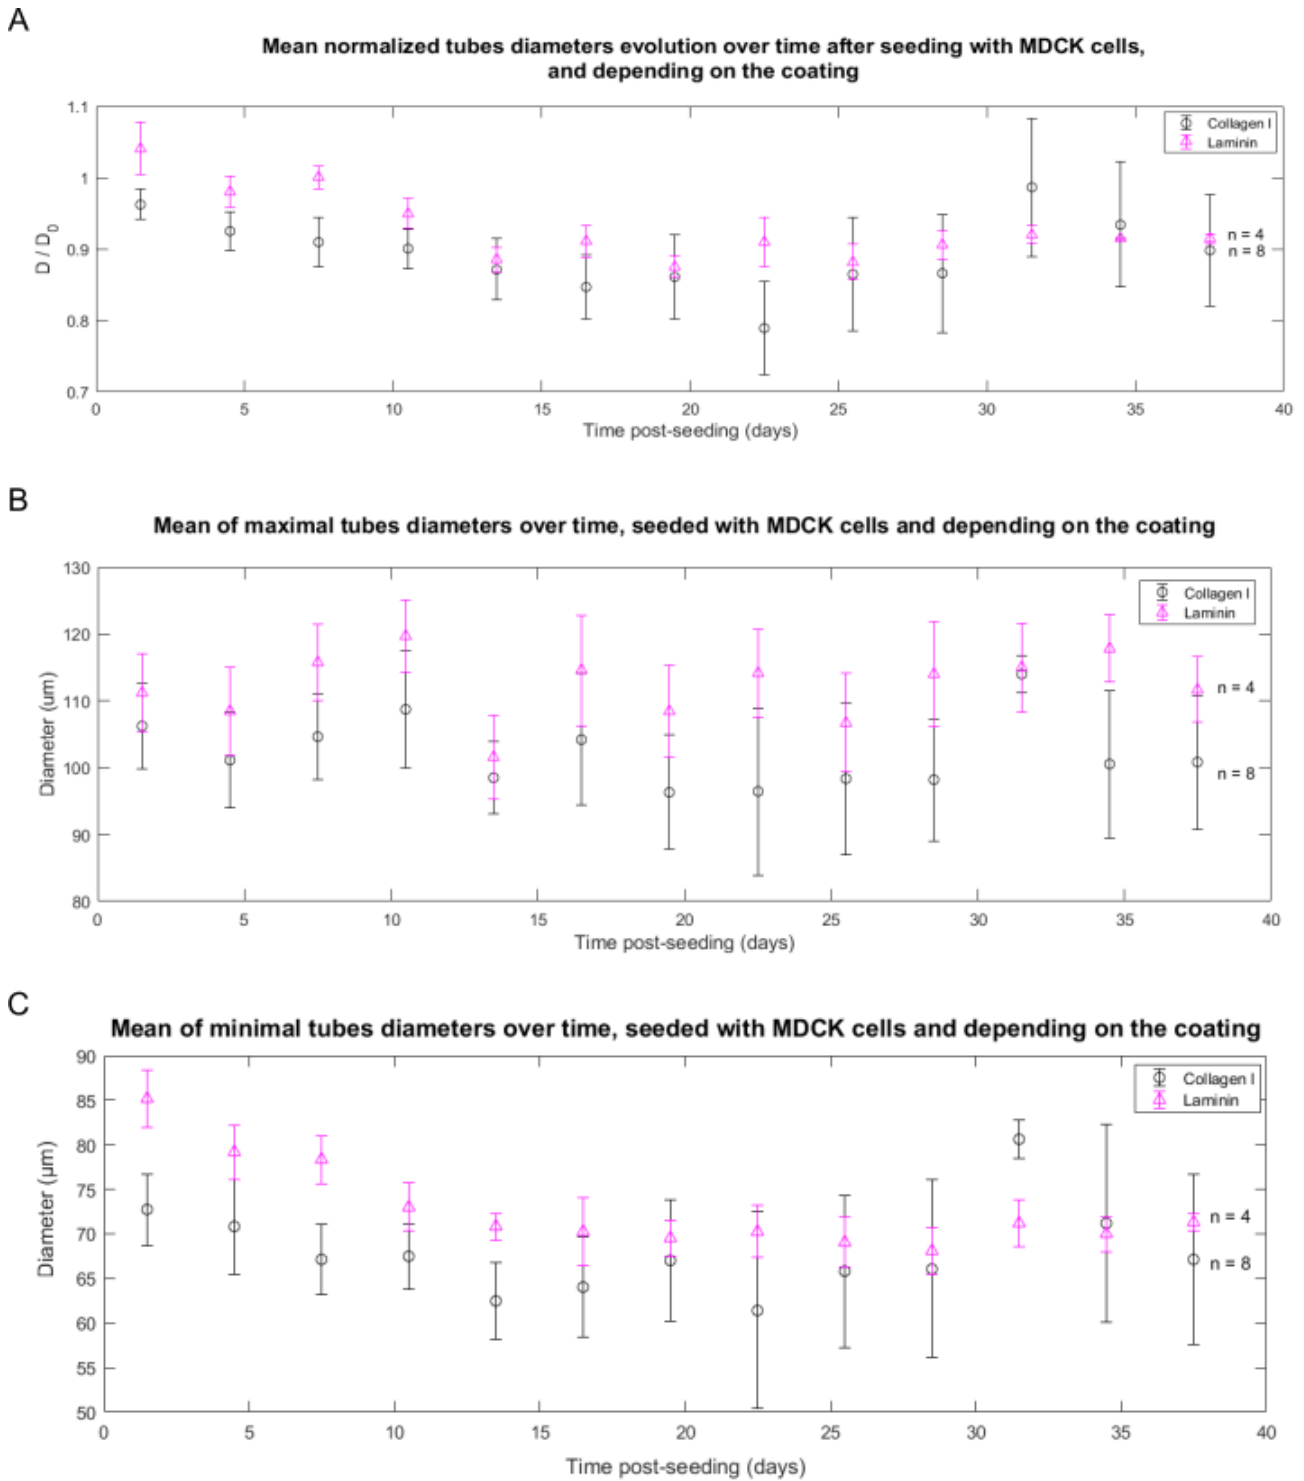 A
Mean normalized tubes diameters evolution over time after seeding with MDCK cells,
and depending on the coating
1.1
1
0.9
0.8
0.7
D / D0
Collagen I
Laminin
n = 4
n = 8
0 5 10 15 20 25 30 35 40
Time post-seeding (days)
B
Mean of maximal tubes diameters over time, seeded with MDCK cells and depending on the coating
130
120
110
100
90
80
Diameter (um)
Collagen I
Laminin
n = 4
n = 8
0 5 10 15 20 25 30 35 40
Time post-seeding (days)
C
Mean of minimal tubes diameters over time, seeded with MDCK cells and depending on the coating
90
85
80
75
70
65
60
55
50
Diameter (μm)
Collagen I
Laminin
n = 4
n = 8
0 5 10 15 20 25 30 35 40
Time post-seeding (days)